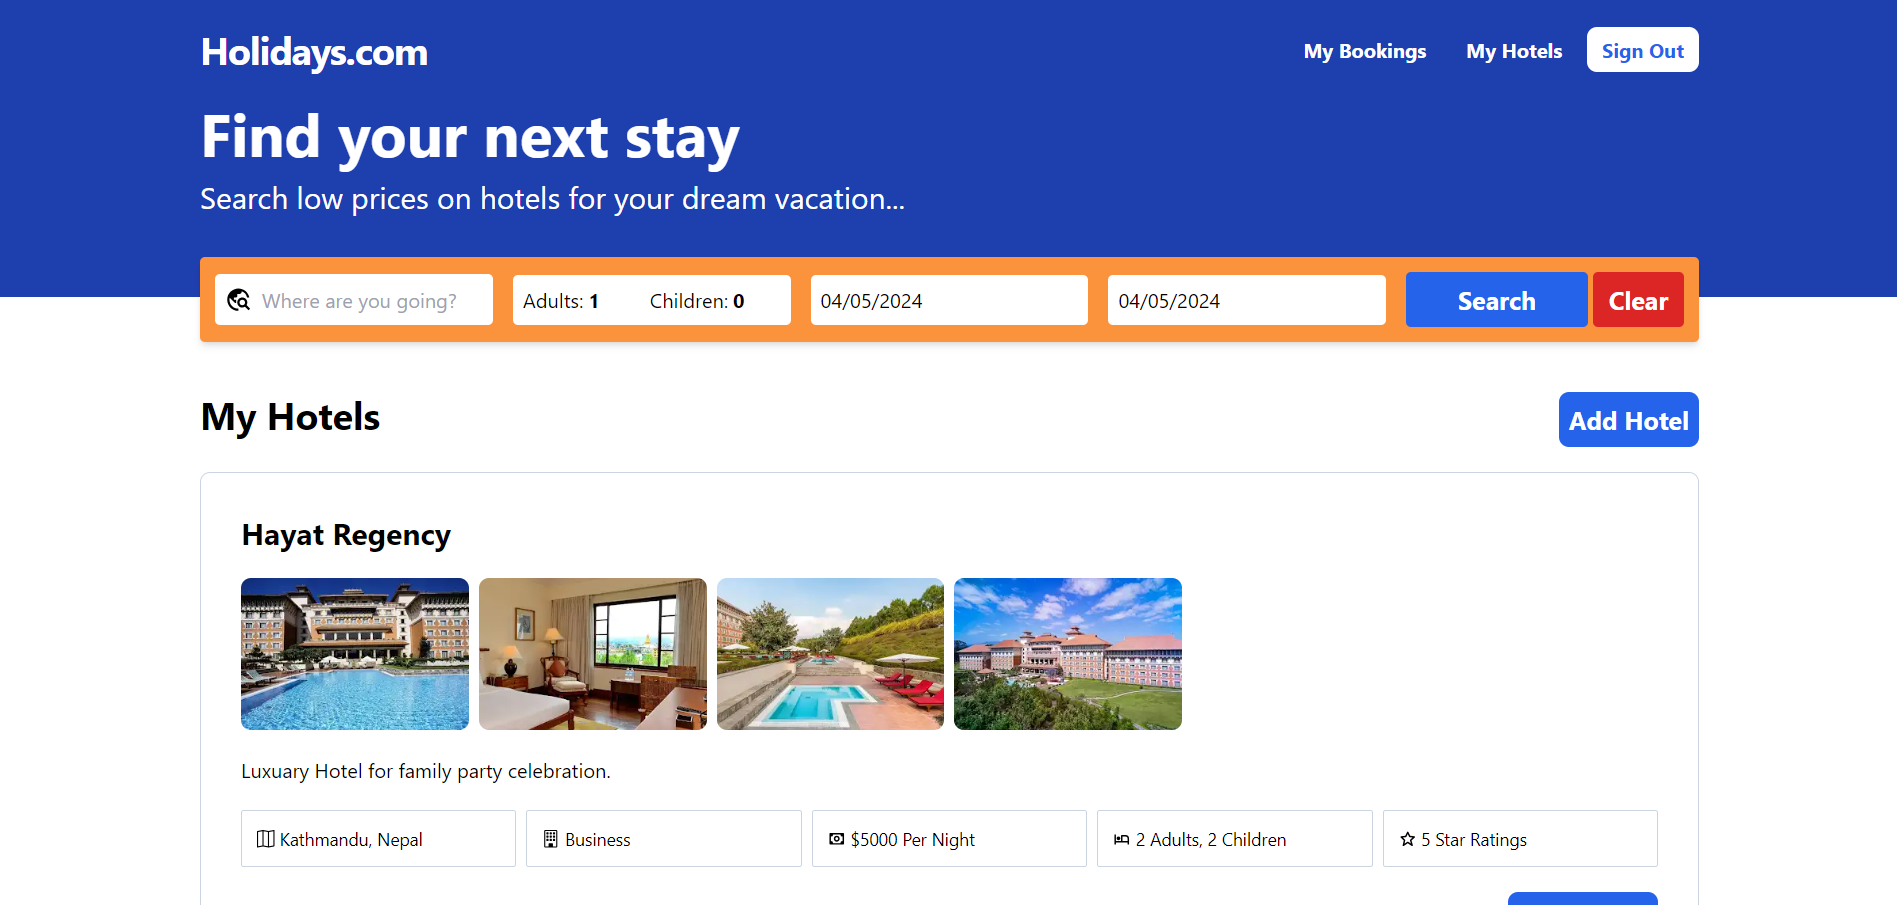 Holidays.com
My Bookings
My Hotels
Sign Out
Find your next stay
Search low prices on hotels for your dream vacation...
Where are you going?
Adults: 1
Children: 0
04/05/2024
04/05/2024
Search
Clear
My Hotels
Add Hotel
Hayat Regency
Luxuary Hotel for family party celebration.
Kathmandu, Nepal
Business
$5000 Per Night
2 Adults, 2 Children
5 Star Ratings